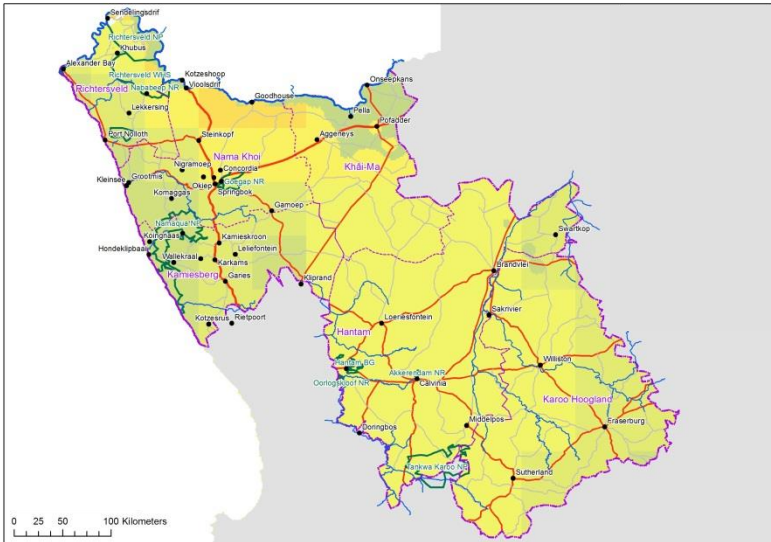 Sendelingsdrif
Richtersveld NP
Khubus
Alexander Bay
Richtersveld WHS
Kotzeshoop
Vioolsdrif
Nababeep NR
Richtersveld
Goodhouse
Onseepkans
Lekkersing
Pella
Pofadder
Port Nolloth
Steinkopf
Aggeneys
Nama Khoi
Khâi-Ma
Nigramoep
Concordia
Kleinsee
Grootmis
Okiep
Goegap NR
Springbok
Komaggas
Gamoep
Namaqua NP
Koingnaas
Kamieskroon
Swartkop
Hondeklipbaai
Wallekraal
Leliefontein
Karkams
Kamiesberg
Garies
Kliprand
Brandvlei
Kotzesrus
Rietpoort
Hantam
Loeriesfontein
Saknvier
Hantam BG
Akkerendam NR
Williston
Oorlogskloof NR
Calvinia
Karoo Hoogland
Doringbos
Middelpos
Fraserburg
Tankwa Karoo NP
Sutherland
0 25 50 100 Kilometers